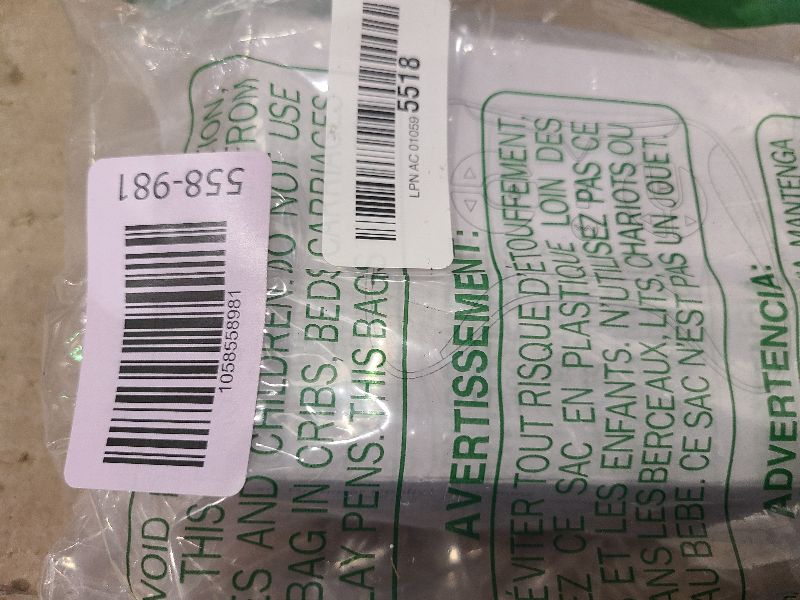 558-981
1058558981
LPN AC 01059
5518
VOID
THIS
FROM
ES AND CHILDREN DO NOT USE
BAG IN CRIBS, BEDS, CARRIAGES
LAY PENS. THIS BAG
AVERTISSEMENT:
ÉVITER TOUT RISQUE D'ÉTOUFFEMENT,
EZ CE SAC EN PLASTIQUE LOIN DES
ET LES ENFANTS. N'UTILISEZ PAS CE
ANS LES BERCEAUX, LITS, CHARIOTS OU
AU BEBE. CE SAC N'EST PAS UN JOUET.
ADVERTENCIA:
MANTENGA